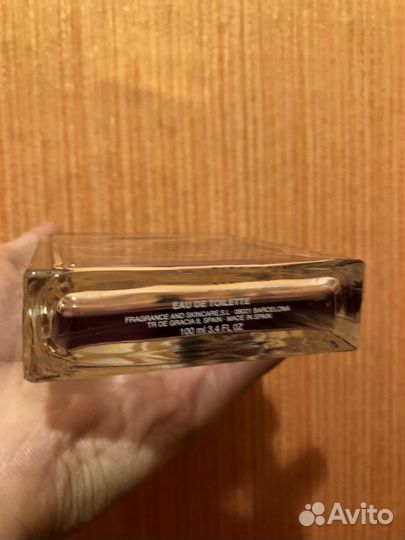 EAU DE TOILETTE
FRAGRANCE AND SKINCARE,S.L · 08021 BARCELONA
TR DE GRACIA 9, SPAIN · MADE IN SPAIN
100 ml 3.4 FL OZ
Avito